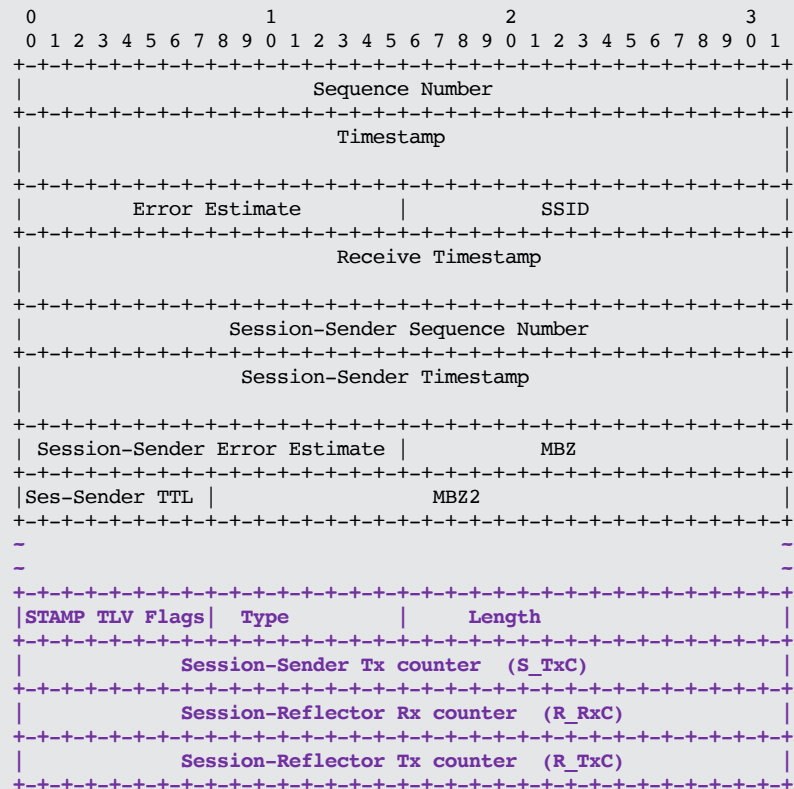 0                   1                   2                   3
 0 1 2 3 4 5 6 7 8 9 0 1 2 3 4 5 6 7 8 9 0 1 2 3 4 5 6 7 8 9 0 1
+-+-+-+-+-+-+-+-+-+-+-+-+-+-+-+-+-+-+-+-+-+-+-+-+-+-+-+-+-+-+-+-+
|                        Sequence Number                        |
+-+-+-+-+-+-+-+-+-+-+-+-+-+-+-+-+-+-+-+-+-+-+-+-+-+-+-+-+-+-+-+-+
|                          Timestamp                            |
|                                                               |
+-+-+-+-+-+-+-+-+-+-+-+-+-+-+-+-+-+-+-+-+-+-+-+-+-+-+-+-+-+-+-+-+
|         Error Estimate        |           SSID                |
+-+-+-+-+-+-+-+-+-+-+-+-+-+-+-+-+-+-+-+-+-+-+-+-+-+-+-+-+-+-+-+-+
|                          Receive Timestamp                    |
|                                                               |
+-+-+-+-+-+-+-+-+-+-+-+-+-+-+-+-+-+-+-+-+-+-+-+-+-+-+-+-+-+-+-+-+
|                 Session-Sender Sequence Number                |
+-+-+-+-+-+-+-+-+-+-+-+-+-+-+-+-+-+-+-+-+-+-+-+-+-+-+-+-+-+-+-+-+
|                  Session-Sender Timestamp                     |
|                                                               |
+-+-+-+-+-+-+-+-+-+-+-+-+-+-+-+-+-+-+-+-+-+-+-+-+-+-+-+-+-+-+-+-+
| Session-Sender Error Estimate |           MBZ                 |
+-+-+-+-+-+-+-+-+-+-+-+-+-+-+-+-+-+-+-+-+-+-+-+-+-+-+-+-+-+-+-+-+
|Ses-Sender TTL |                  MBZ2                         |
+-+-+-+-+-+-+-+-+-+-+-+-+-+-+-+-+-+-+-+-+-+-+-+-+-+-+-+-+-+-+-+-+
~                                                               ~
~                                                               ~
+-+-+-+-+-+-+-+-+-+-+-+-+-+-+-+-+-+-+-+-+-+-+-+-+-+-+-+-+-+-+-+-+
|STAMP TLV Flags|  Type         |     Length                    |
+-+-+-+-+-+-+-+-+-+-+-+-+-+-+-+-+-+-+-+-+-+-+-+-+-+-+-+-+-+-+-+-+
|             Session-Sender Tx counter  (S_TxC)                |
+-+-+-+-+-+-+-+-+-+-+-+-+-+-+-+-+-+-+-+-+-+-+-+-+-+-+-+-+-+-+-+-+
|             Session-Reflector Rx counter  (R_RxC)             |
+-+-+-+-+-+-+-+-+-+-+-+-+-+-+-+-+-+-+-+-+-+-+-+-+-+-+-+-+-+-+-+-+
|             Session-Reflector Tx counter  (R_TxC)             |
+-+-+-+-+-+-+-+-+-+-+-+-+-+-+-+-+-+-+-+-+-+-+-+-+-+-+-+-+-+-+-+-+